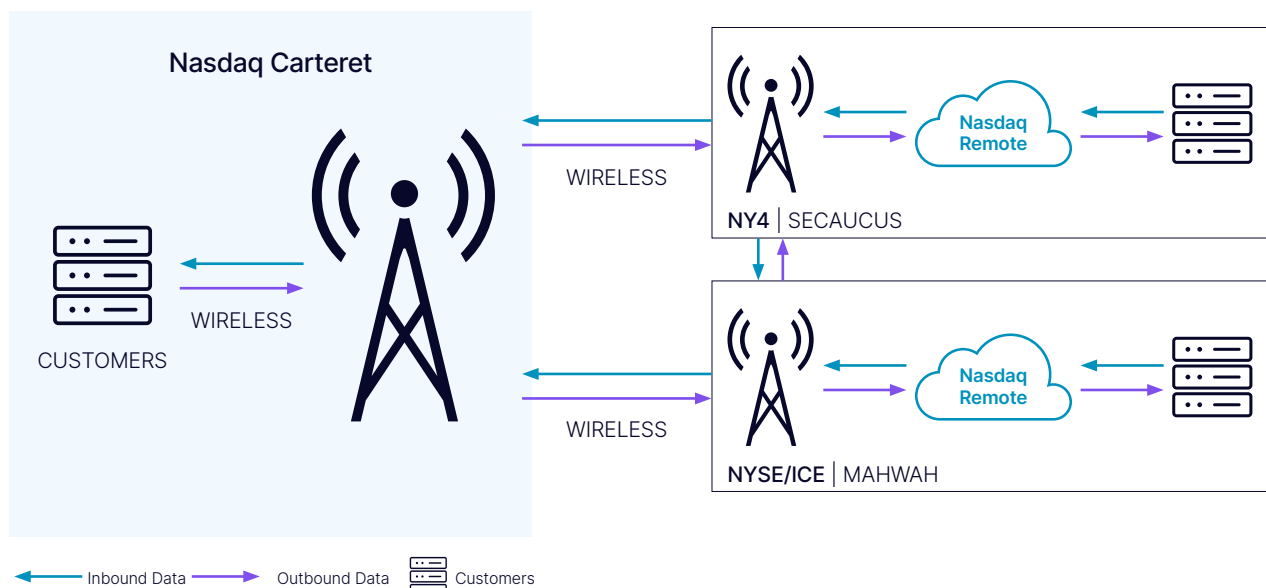 Nasdaq Carteret
WIRELESS
CUSTOMERS
WIRELESS
Nasdaq
Remote
NY4 | SECAUCUS
WIRELESS
Nasdaq
Remote
NYSE/ICE | MAHWAH
Inbound Data
Outbound Data
Customers